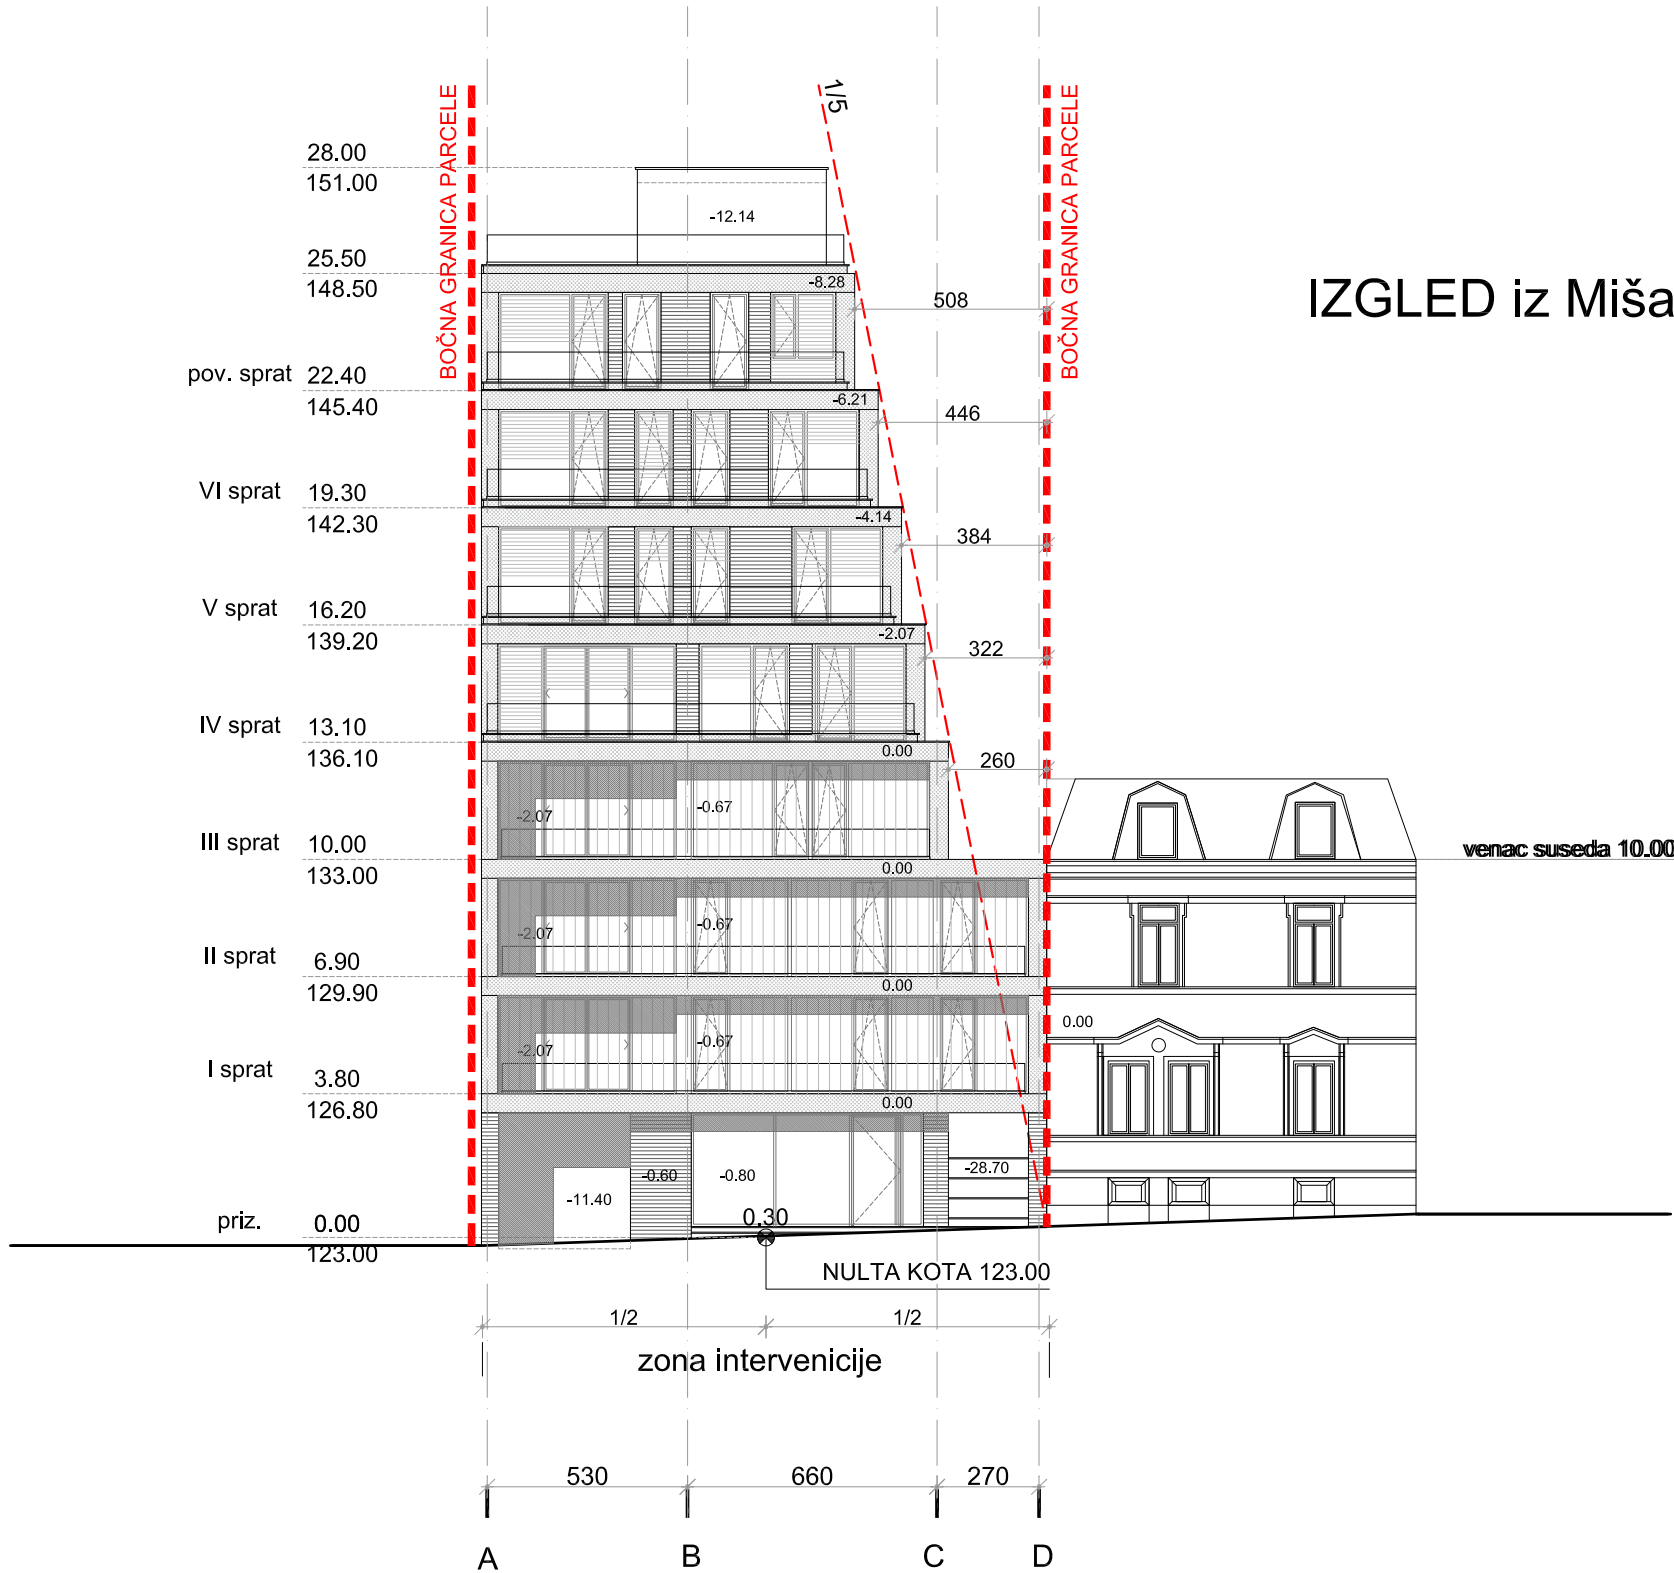 1/5
BOČNA GRANICA PARCELE
BOČNA GRANICA PARCELE
28.00
151.00
-12.14
25.50
148.50
-8.28
508
IZGLED iz Miša
pov. sprat 22.40
145.40
-6.21
446
VI sprat 19.30
142.30
-4.14
384
V sprat 16.20
139.20
-2.07
322
IV sprat 13.10
136.10
0.00
260
-2.07
-0.67
III sprat 10.00
133.00
0.00
venac suseda 10.00
-2.07
-0.67
II sprat 6.90
129.90
0.00
0.00
-2.07
-0.67
I sprat 3.80
126.80
0.00
-11.40
-0.60
-0.80
-28.70
priz. 0.00
123.00
0.30
NULTA KOTA 123.00
1/2
1/2
zona intervenicije
530
660
270
A
B
C
D